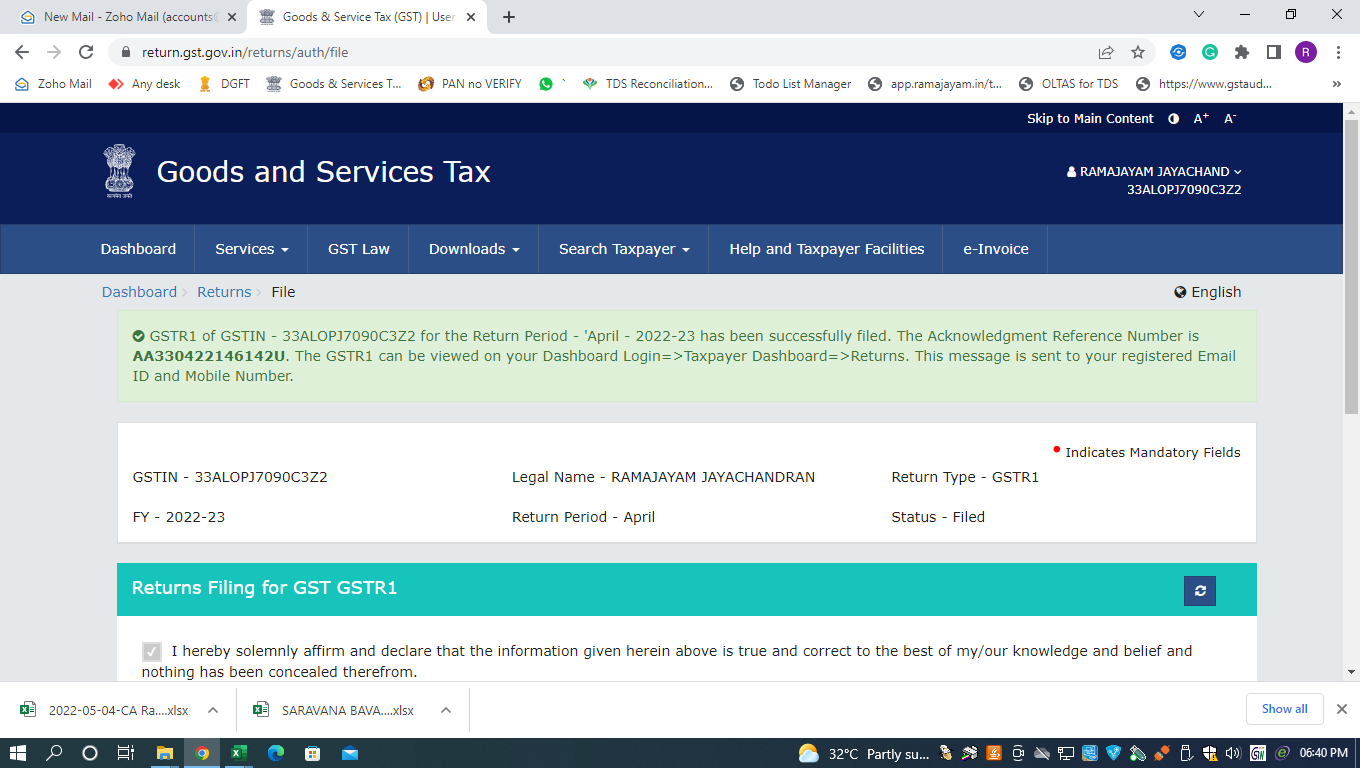 New Mail - Zoho Mail (accounts@
Goods & Service Tax (GST) | User
return.gst.gov.in/returns/auth/file
R
Zoho Mail
Any desk
DGFT
Goods & Services T...
PAN no VERIFY
`
TDS Reconciliation...
Todo List Manager
app.ramajayam.in/t...
OLTAS for TDS
https://www.gstaud...
»
Skip to Main Content
A+
A-
Goods and Services Tax
RAMAJAYAM JAYACHAND
33ALOPJ7090C3Z2
Dashboard
Services
GST Law
Downloads
Search Taxpayer
Help and Taxpayer Facilities
e-Invoice
Dashboard
Returns
File
English
GSTR1 of GSTIN - 33ALOPJ7090C3Z2 for the Return Period - 'April - 2022-23 has been successfully filed. The Acknowledgment Reference Number is
AA330422146142U. The GSTR1 can be viewed on your Dashboard Login=>Taxpayer Dashboard=>Returns. This message is sent to your registered Email
ID and Mobile Number.
Indicates Mandatory Fields
GSTIN - 33ALOPJ7090C3Z2
Legal Name - RAMAJAYAM JAYACHANDRAN
Return Type - GSTR1
FY - 2022-23
Return Period - April
Status - Filed
Returns Filing for GST GSTR1
I hereby solemnly affirm and declare that the information given herein above is true and correct to the best of my/our knowledge and belief and
nothing has been concealed therefrom.
2022-05-04-CA Ra....xlsx
SARAVANA BAVA....xlsx
Show all
32°C Partly su...
06:40 PM